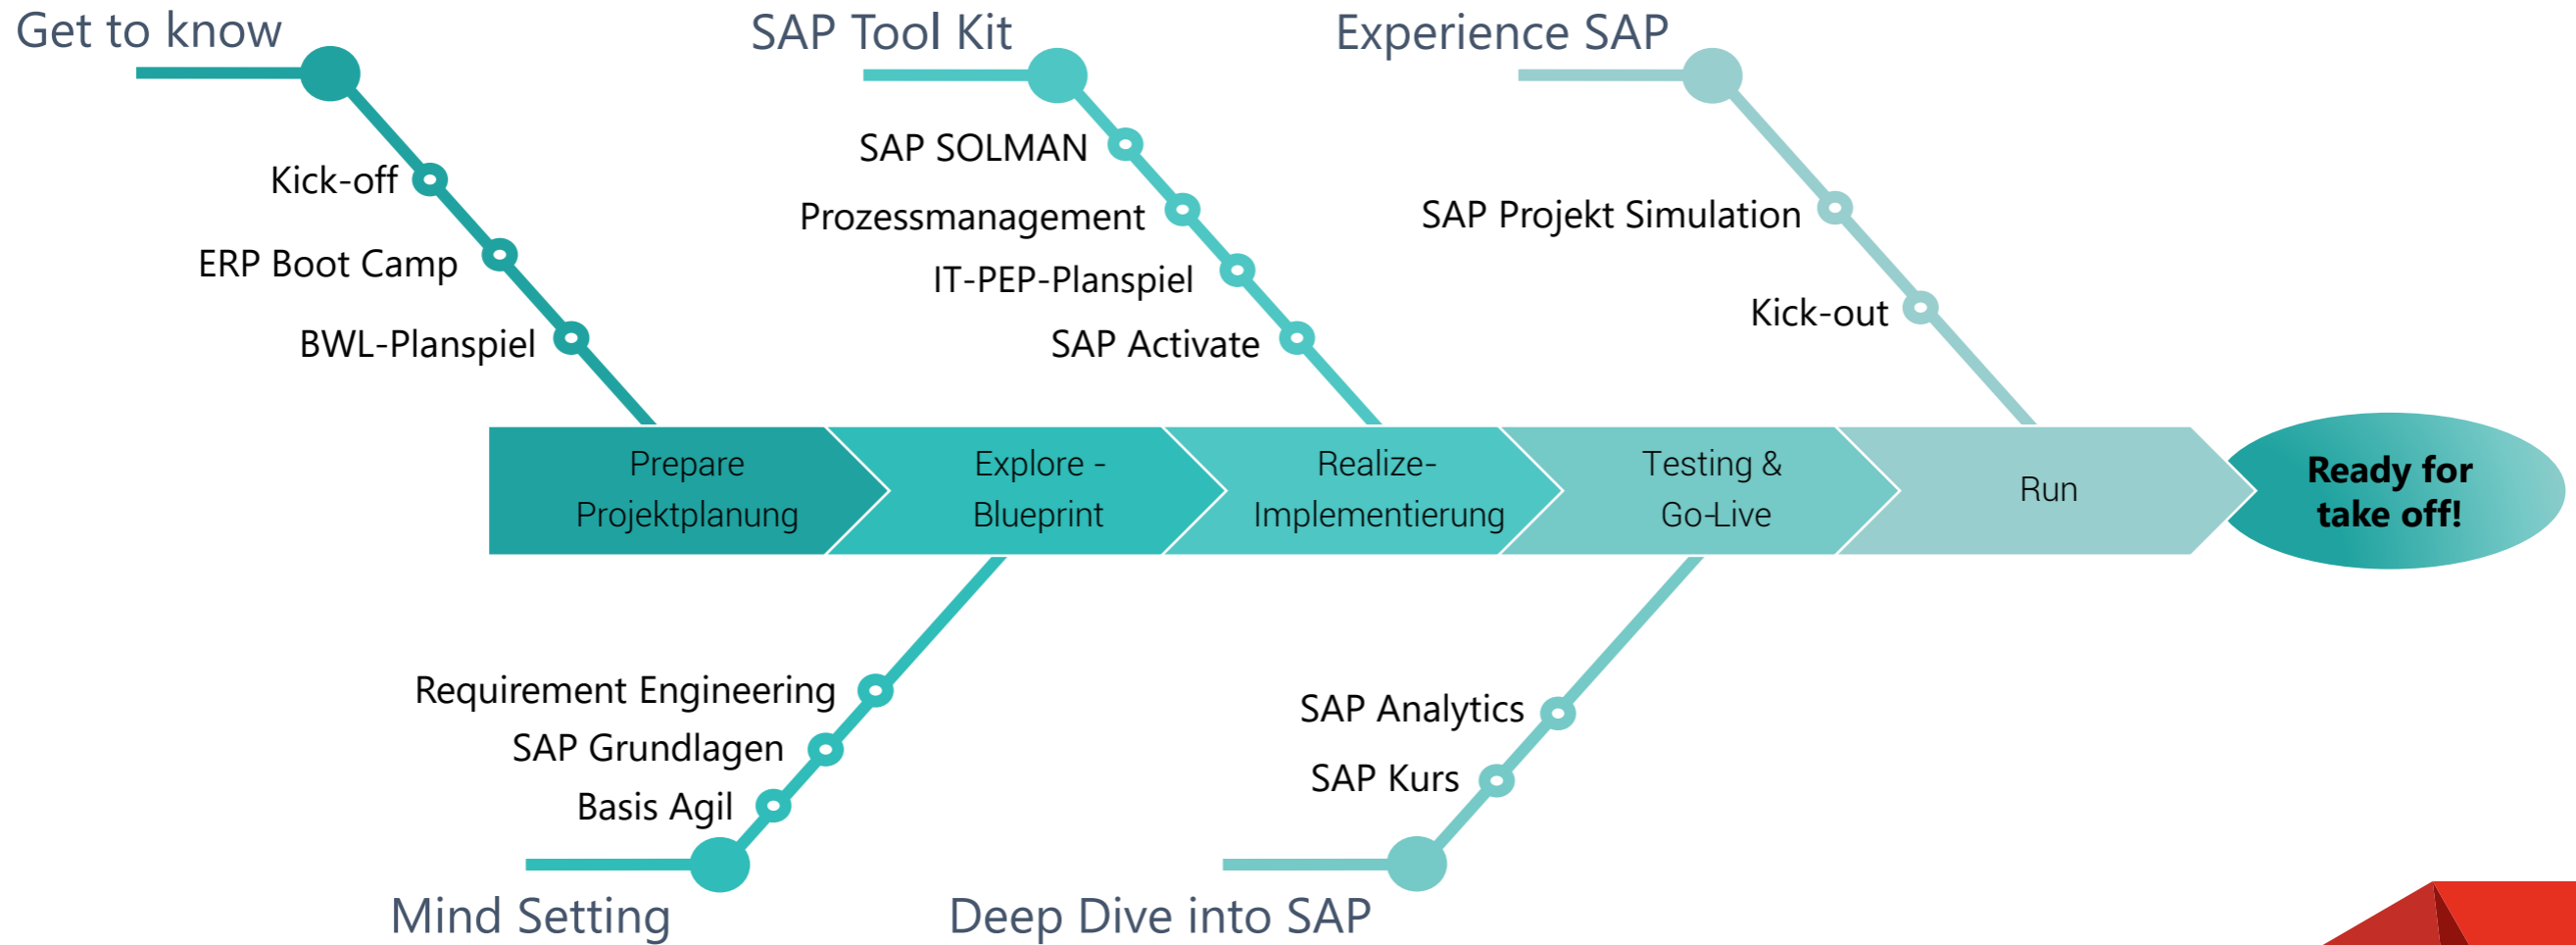 Get to know
SAP Tool Kit
Experience SAP
Kick-off
ERP Boot Camp
BWL-Planspiel
SAP SOLMAN
Prozessmanagement
IT-PEP-Planspiel
SAP Activate
SAP Projekt Simulation
Kick-out
Prepare
Projektplanung
Explore -
Blueprint
Realize-
Implementierung
Testing &
Go-Live
Run
Ready for
take off!
Requirement Engineering
SAP Grundlagen
Basis Agil
Mind Setting
SAP Analytics
SAP Kurs
Deep Dive into SAP